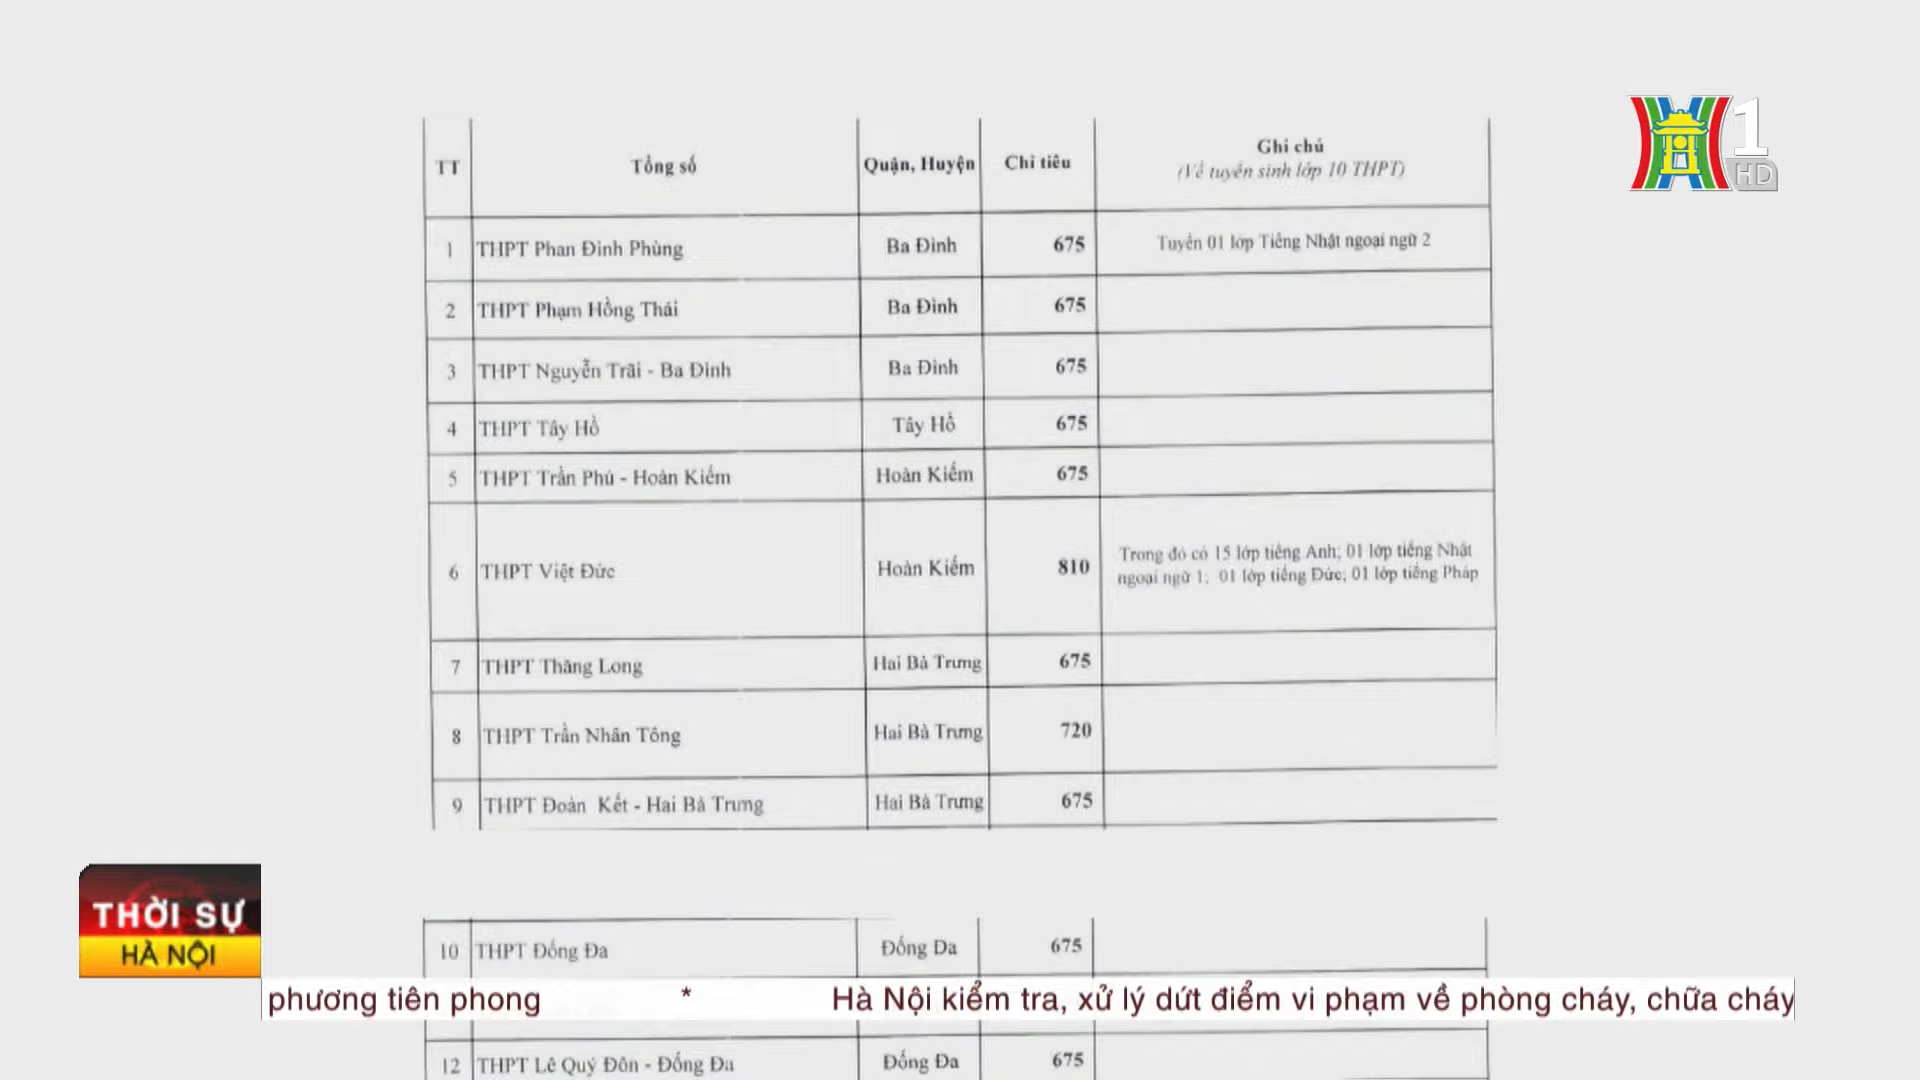 1
HD
TT Tổng số Quận, Huyện Chỉ tiêu Ghi chú
(Về tuyển sinh lớp 10 THPT)
1 THPT Phan Đình Phùng Ba Đình 675 Tuyển 01 lớp Tiếng Nhật ngoại ngữ 2
2 THPT Phạm Hồng Thái Ba Đình 675
3 THPT Nguyễn Trãi - Ba Đình Ba Đình 675
4 THPT Tây Hồ Tây Hồ 675
5 THPT Trần Phú - Hoàn Kiếm Hoàn Kiếm 675
6 THPT Việt Đức Hoàn Kiếm 810 Trong đó có 15 lớp tiếng Anh; 01 lớp tiếng Nhật
ngoại ngữ 1; 01 lớp tiếng Đức; 01 lớp tiếng Pháp
7 THPT Thăng Long Hai Bà Trưng 675
8 THPT Trần Nhân Tông Hai Bà Trưng 720
9 THPT Đoàn Kết - Hai Bà Trưng Hai Bà Trưng 675
THỜI SỰ
HÀ NỘI
10 THPT Đống Đa Đống Đa 675
phương tiên phong * Hà Nội kiểm tra, xử lý dứt điểm vi phạm về phòng cháy, chữa cháy
12 THPT Lê Quý Đôn - Đống Đa Đống Đa 675